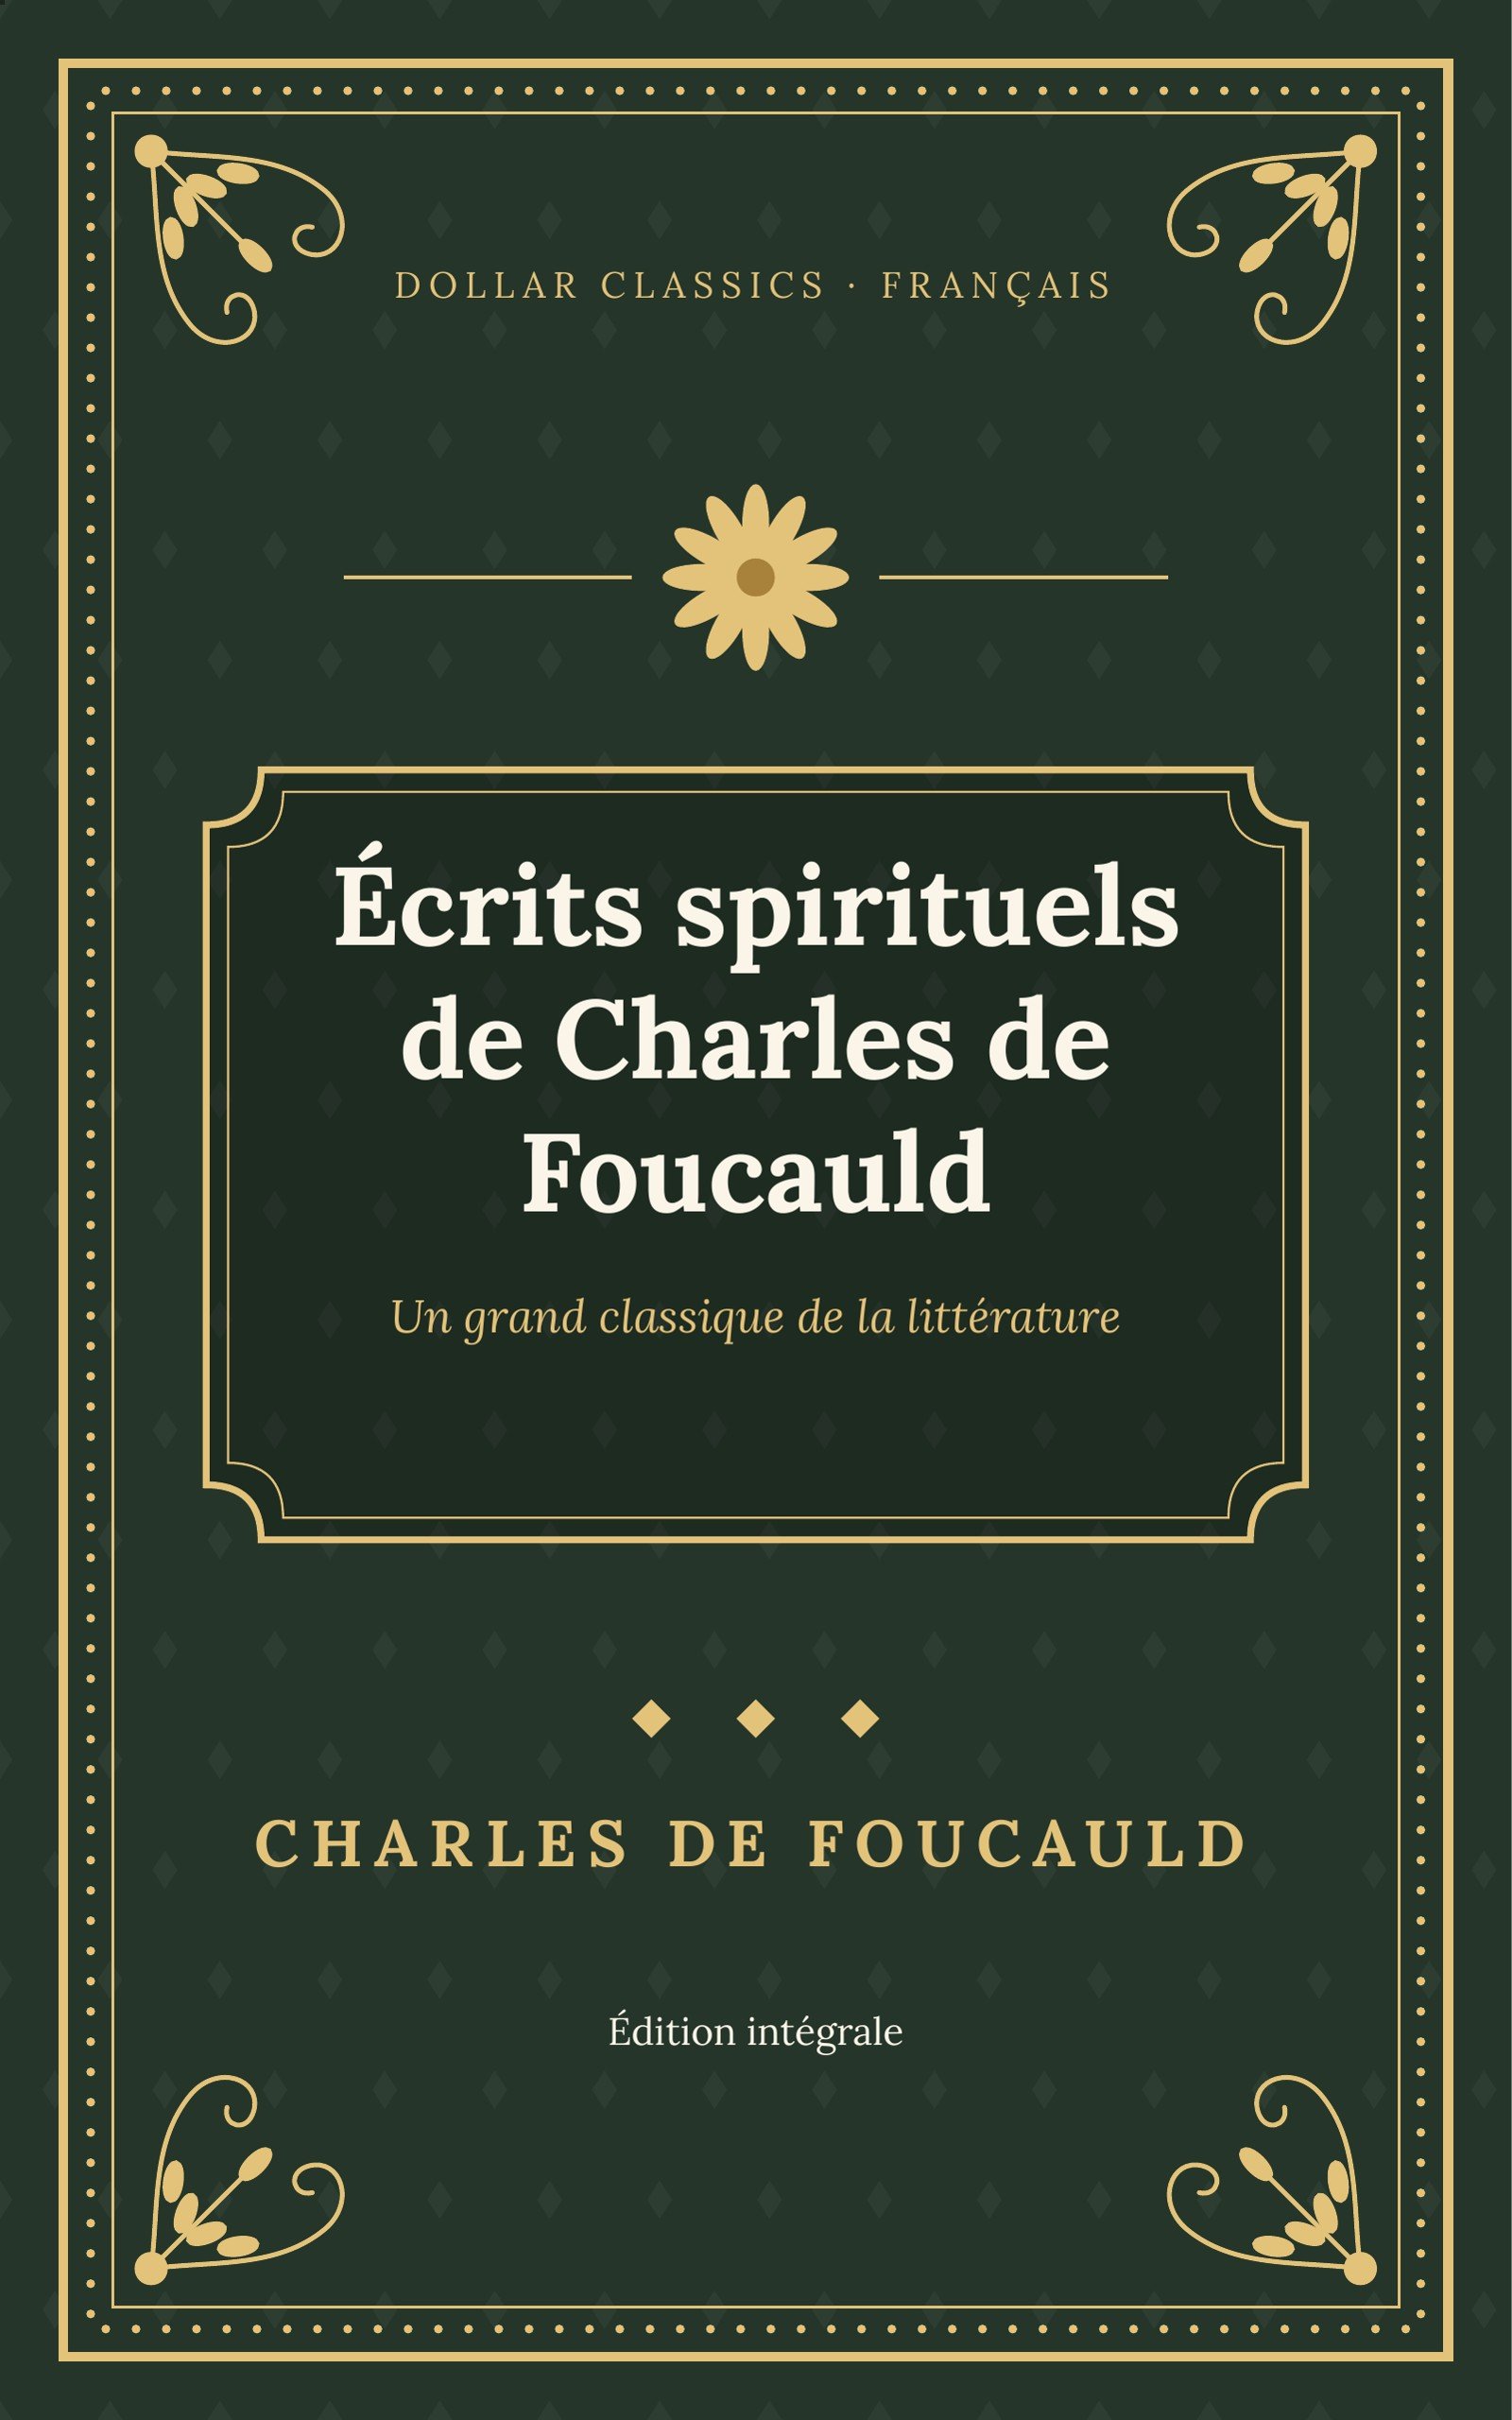 DOLLAR CLASSICS · FRANÇAIS
Écrits spirituels
de Charles de
Foucauld
Un grand classique de la littérature
CHARLES DE FOUCAULD
Édition intégrale